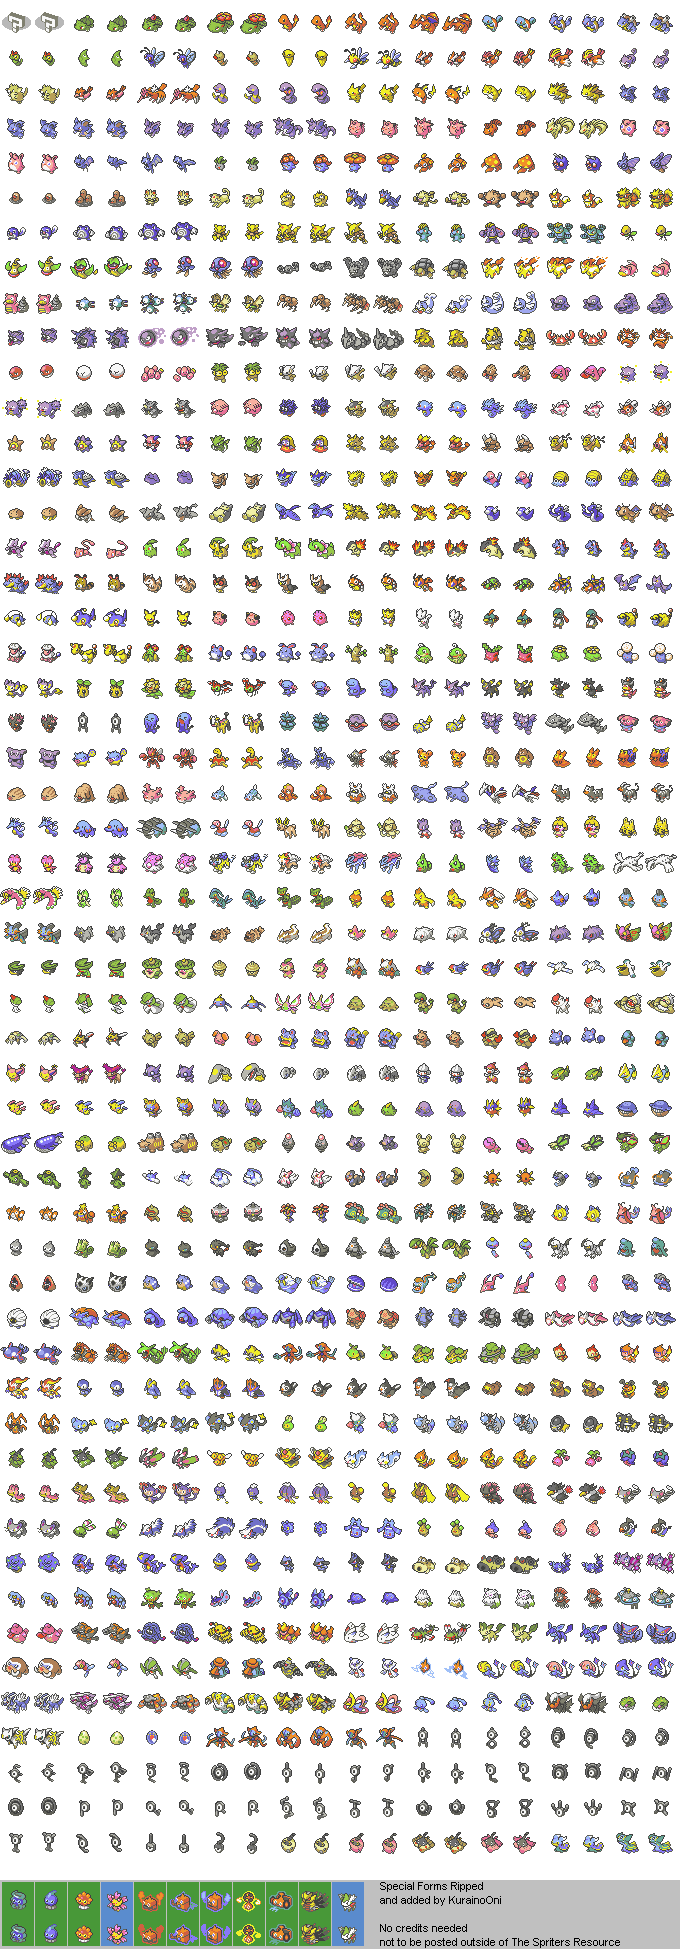 Special Forms Ripped
and added by KurainoOni
No credits needed
not to be posted outside of The Spriters Resource